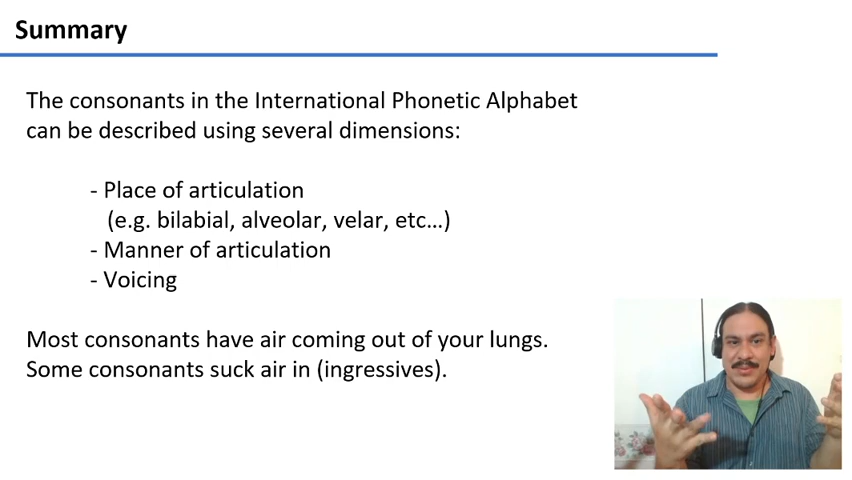 Summary
The consonants in the International Phonetic Alphabet
can be described using several dimensions:
- Place of articulation
(e.g. bilabial, alveolar, velar, etc…)
- Manner of articulation
- Voicing
Most consonants have air coming out of your lungs.
Some consonants suck air in (ingressives).